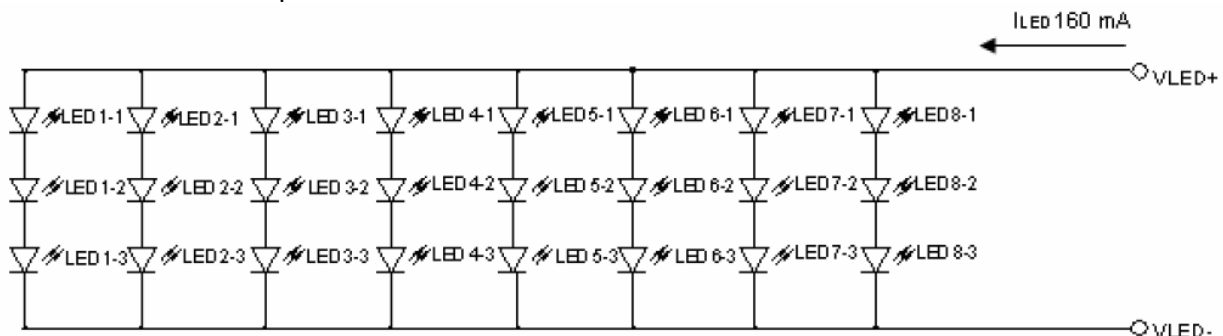 ILED 160 mA
VLED+
LED 1-1 LED 2-1 LED 3-1 LED 4-1 LED 5-1 LED 6-1 LED 7-1 LED 8-1
LED 1-2 LED 2-2 LED 3-2 LED 4-2 LED 5-2 LED 6-2 LED 7-2 LED 8-2
LED 1-3 LED 2-3 LED 3-3 LED 4-3 LED 5-3 LED 6-3 LED 7-3 LED 8-3
VLED-